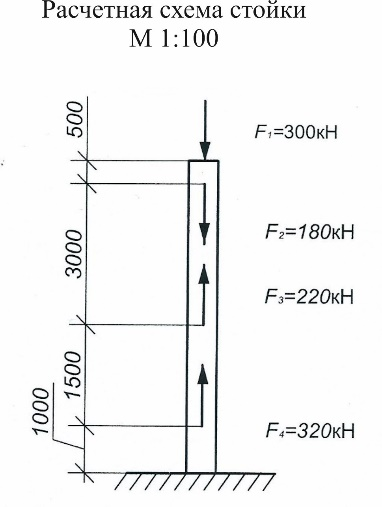 Расчетная схема стойки
М 1:100
500
F₁=300кН
F₂=180кН
3000
F₃=220кН
1500
1000
F₄=320кН